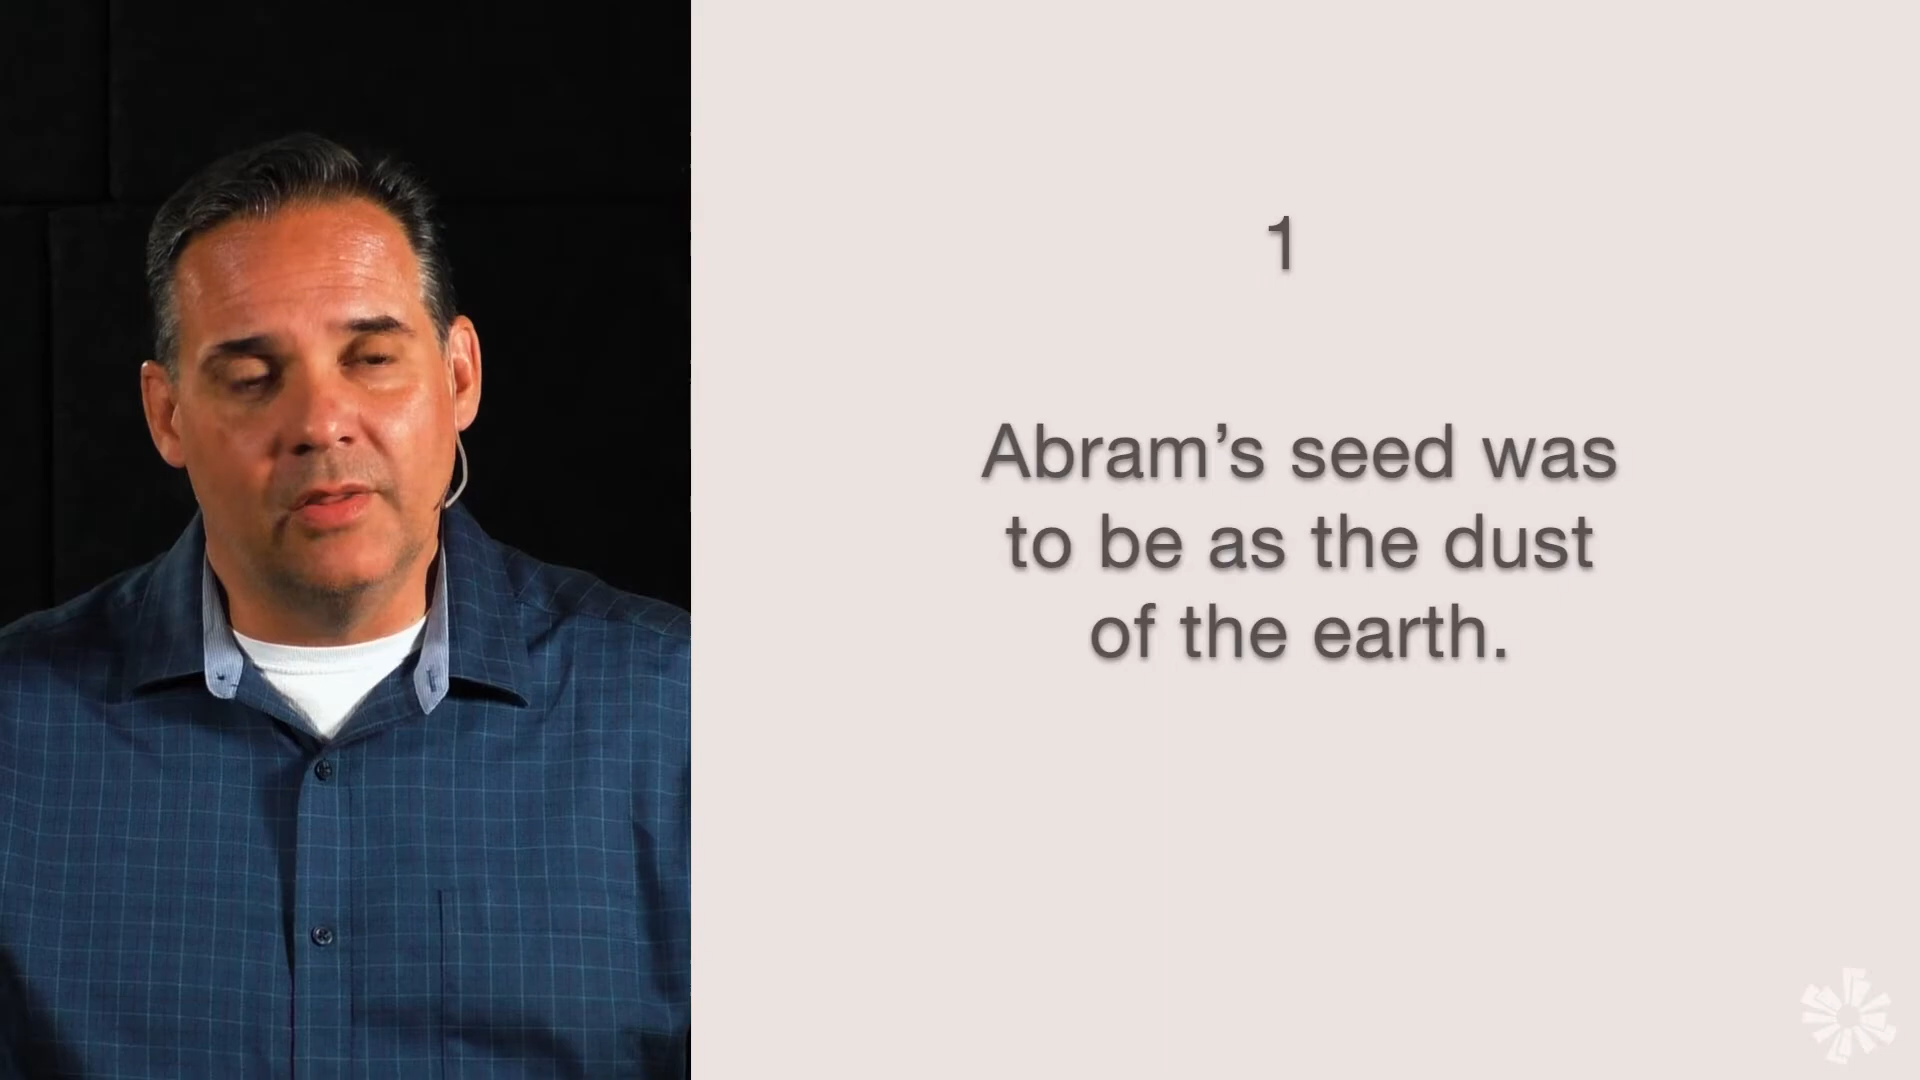 1
Abram’s seed was
to be as the dust
of the earth.